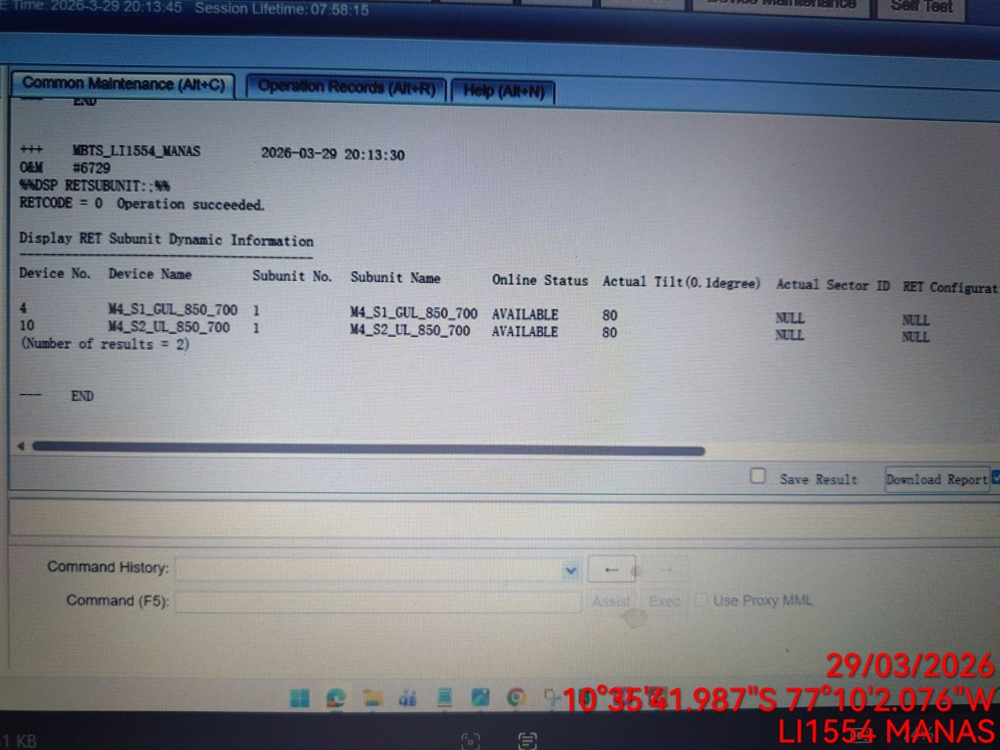 E Time: 2026-3-29 20:13:45 Session Lifetime: 07:58:15
Device Maintenance Self Test
Common Maintenance (Alt+C) Operation Records (Alt+R) Help (Alt+N)
--- END
+++ MBTS_LI1554_MANAS 2026-03-29 20:13:30
O&M #6729
%%DSP RETSUBUNIT:;%%
RETCODE = 0 Operation succeeded.
Display RET Subunit Dynamic Information
---------------------------------------
Device No. Device Name Subunit No. Subunit Name Online Status Actual Tilt(0.1degree) Actual Sector ID RET Configurat
4 M4_S1_GUL_850_700 1 M4_S1_GUL_850_700 AVAILABLE 80 NULL NULL
10 M4_S2_UL_850_700 1 M4_S2_UL_850_700 AVAILABLE 80 NULL NULL
(Number of results = 2)
--- END
Save Result Download Report
Command History:
Command (F5): Assist Exec Use Proxy MML
29/03/2026
10°35'41.987"S 77°10'2.076"W
LI1554 MANAS
1 KB